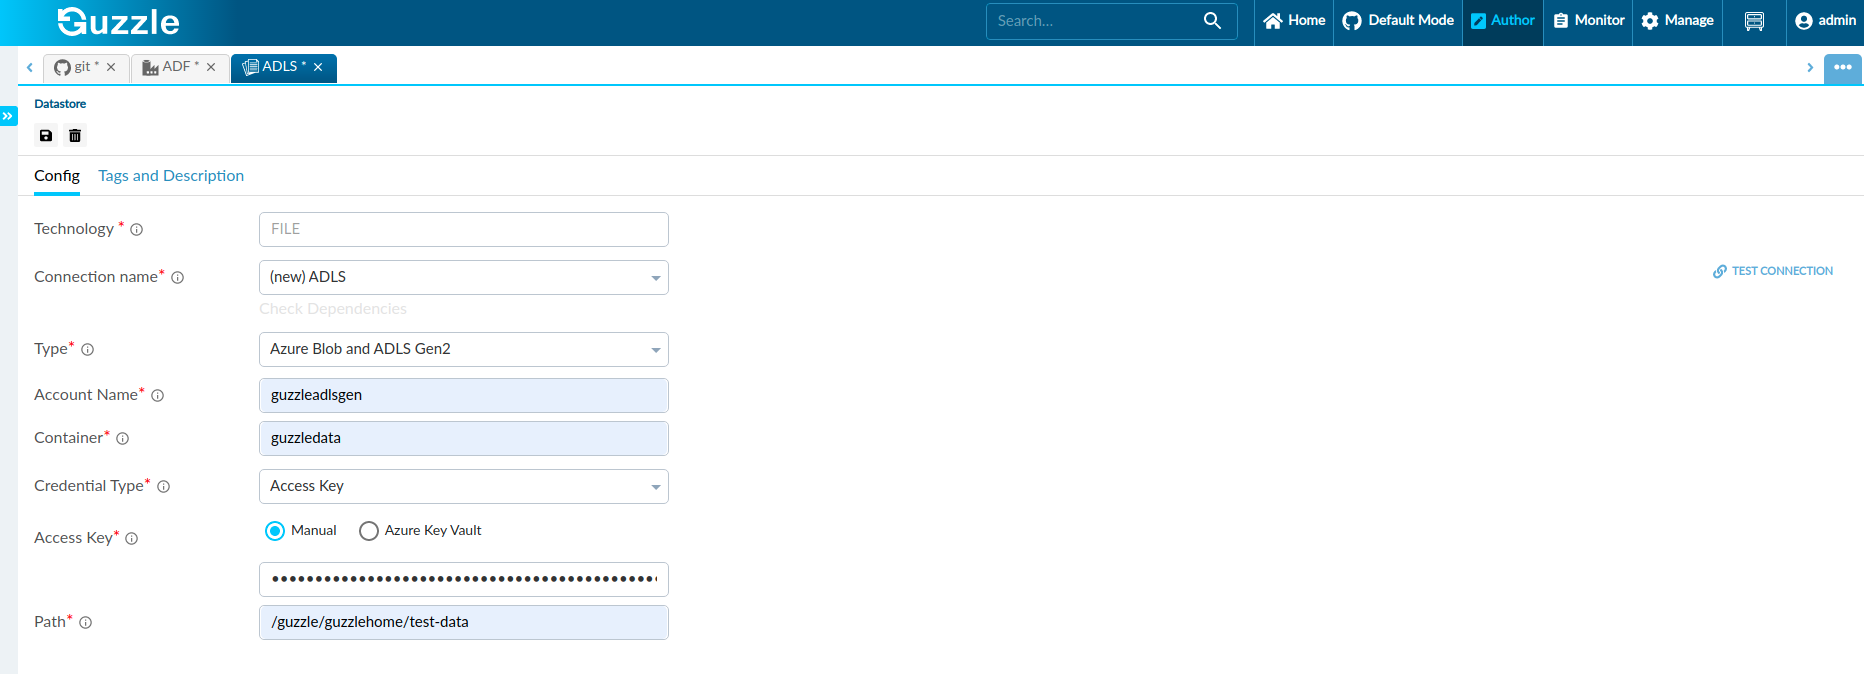 Guzzle
Search...
Home
Default Mode
Author
Monitor
Manage
admin
git *
ADF *
ADLS *
Datastore
Config
Tags and Description
Technology *
FILE
Connection name*
(new) ADLS
TEST CONNECTION
Check Dependencies
Type*
Azure Blob and ADLS Gen2
Account Name*
guzzleadlsgen
Container*
guzzledata
Credential Type*
Access Key
Access Key*
Manual
Azure Key Vault
Path*
/guzzle/guzzlehome/test-data